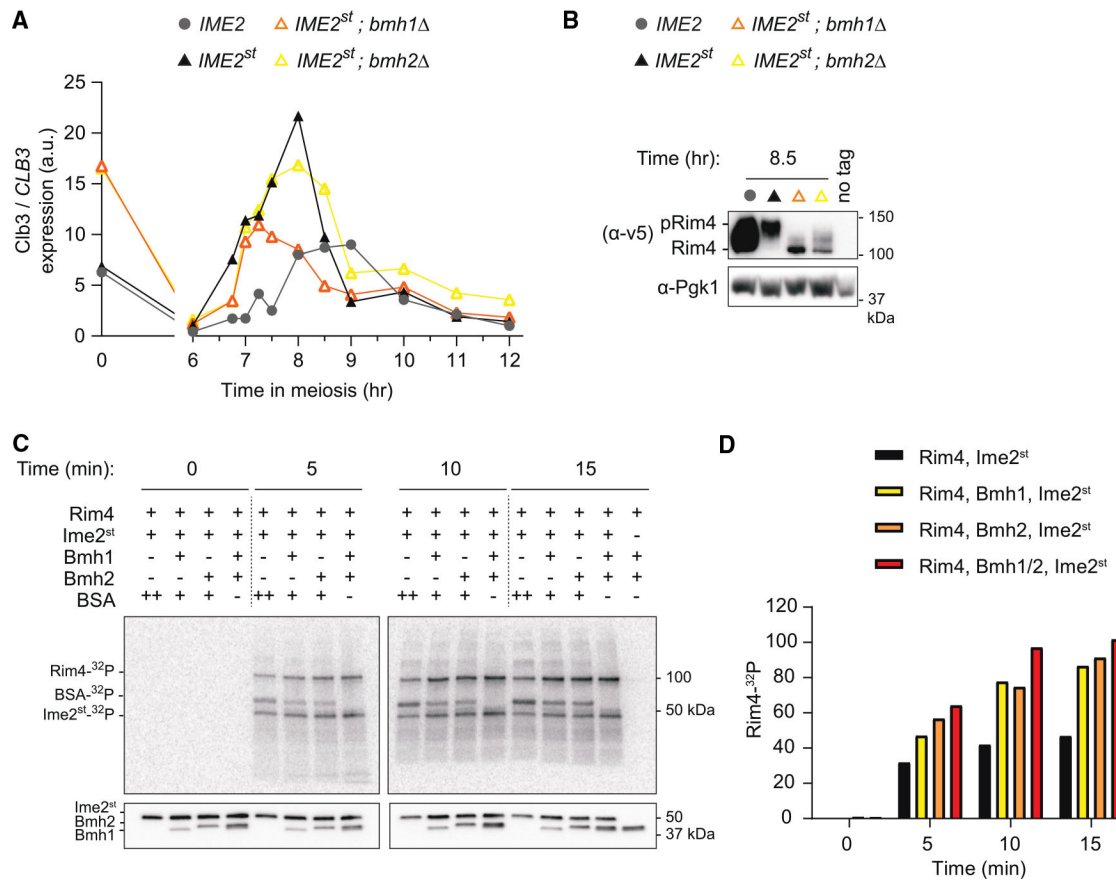 A
IME2
IME2st ; bmh1Δ
IME2st
IME2st ; bmh2Δ
Clb3 / CLB3
expression (a.u.)
25
20
15
10
5
0
0 6 7 8 9 10 11 12
Time in meiosis (hr)
B
IME2
IME2st ; bmh1Δ
IME2st
IME2st ; bmh2Δ
Time (hr): 8.5 no tag
(α-v5) pRim4 150
Rim4 100
α-Pgk1
37
kDa
C
Time (min): 0 5 10 15
Rim4 + + + + + + + + + + + + + + + + +
Ime2st + + + + + + + + + + + + + + + + -
Bmh1 - + - + - + - + - + - + - + - + +
Bmh2 - - + + - - + + - - + + - - + + +
BSA ++ + + - ++ + + - ++ + + - ++ + + - -
Rim4-32P 100
BSA-32P
Ime2st-32P 50 kDa
Ime2st 50
Bmh2
Bmh1 37 kDa
D
Rim4, Ime2st
Rim4, Bmh1, Ime2st
Rim4, Bmh2, Ime2st
Rim4, Bmh1/2, Ime2st
Rim4-32P
120
100
80
60
40
20
0
0 5 10 15
Time (min)